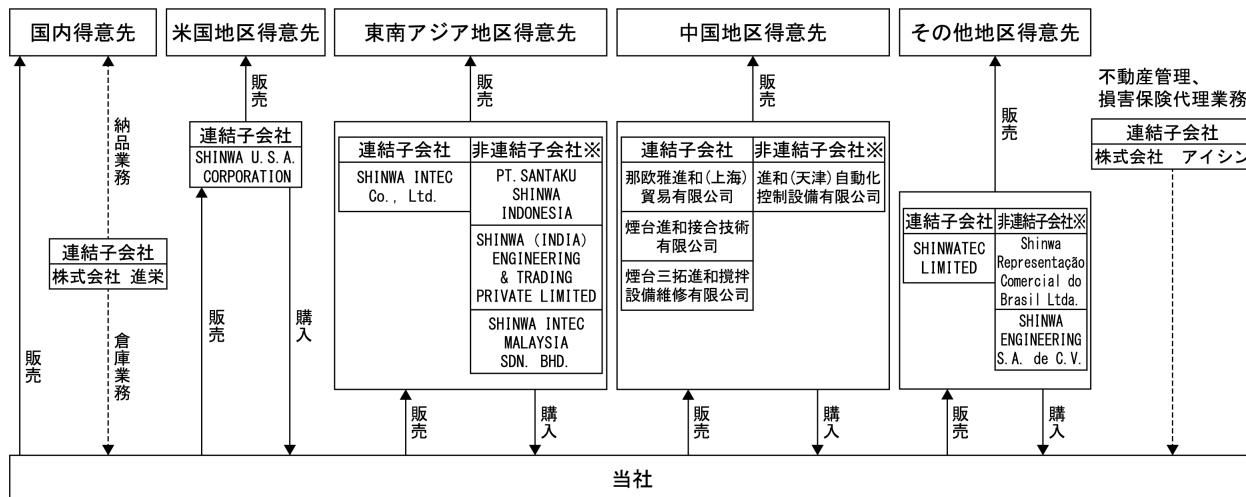 国内得意先
米国地区得意先
東南アジア地区得意先
中国地区得意先
その他地区得意先
販売
納品業務
連結子会社
株式会社 進栄
倉庫業務
販売
連結子会社
SHINWA U.S.A.
CORPORATION
販売
購入
販売
連結子会社
SHINWA INTEC
Co., Ltd.
非連結子会社※
PT. SANTAKU
SHINWA
INDONESIA
SHINWA (INDIA)
ENGINEERING
& TRADING
PRIVATE LIMITED
SHINWA INTEC
MALAYSIA
SDN. BHD.
販売
購入
販売
連結子会社
那欧雅進和(上海)
貿易有限公司
煙台進和接合技術
有限公司
煙台三拓進和撹拌
設備維修有限公司
非連結子会社※
進和(天津)自動化
控制設備有限公司
販売
購入
販売
連結子会社
SHINWATEC
LIMITED
非連結子会社※
Shinwa
Representação
Comercial do
Brasil Ltda.
SHINWA
ENGINEERING
S.A. de C.V.
販売
購入
不動産管理、
損害保険代理業務
連結子会社
株式会社 アイシン
当社